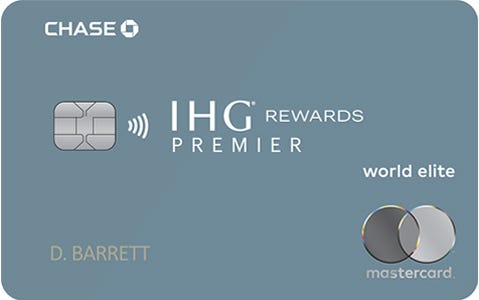 CHASE
IHG® REWARDS
PREMIER
world elite
D. BARRETT
mastercard.